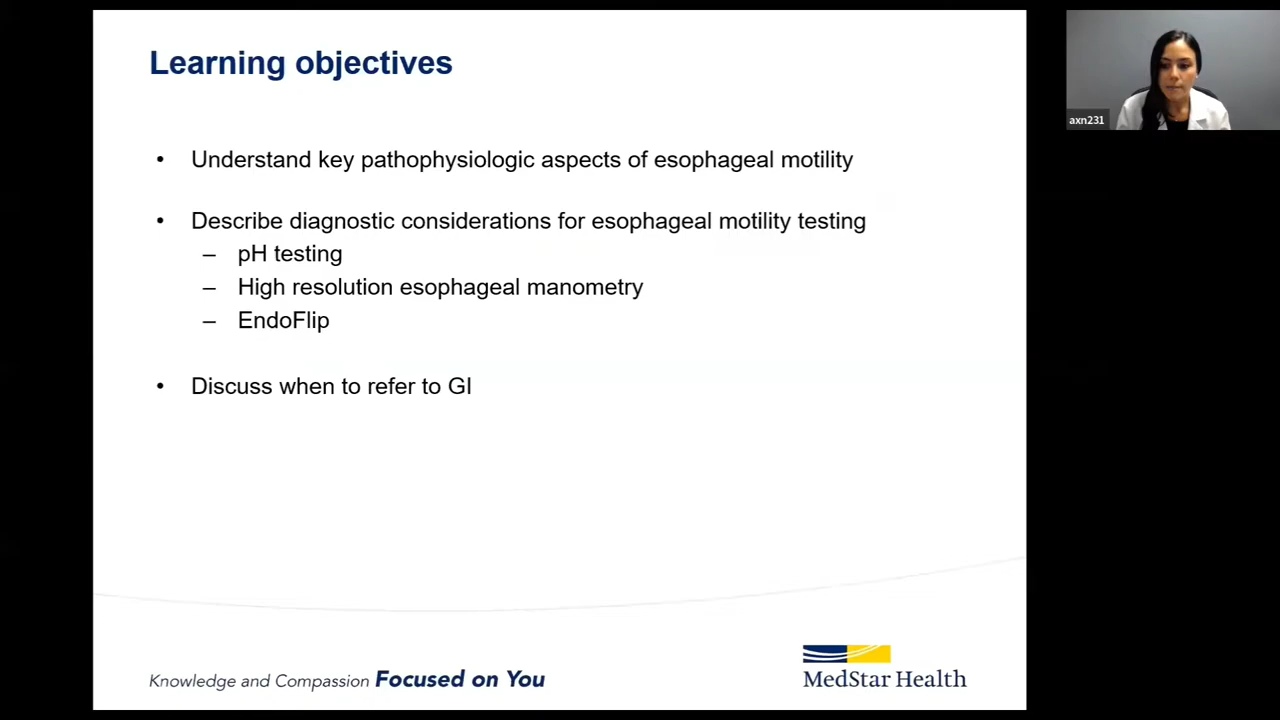 Learning objectives
• Understand key pathophysiologic aspects of esophageal motility
• Describe diagnostic considerations for esophageal motility testing
– pH testing
– High resolution esophageal manometry
– EndoFlip
• Discuss when to refer to GI
Knowledge and Compassion Focused on You
MedStar Health
axn231